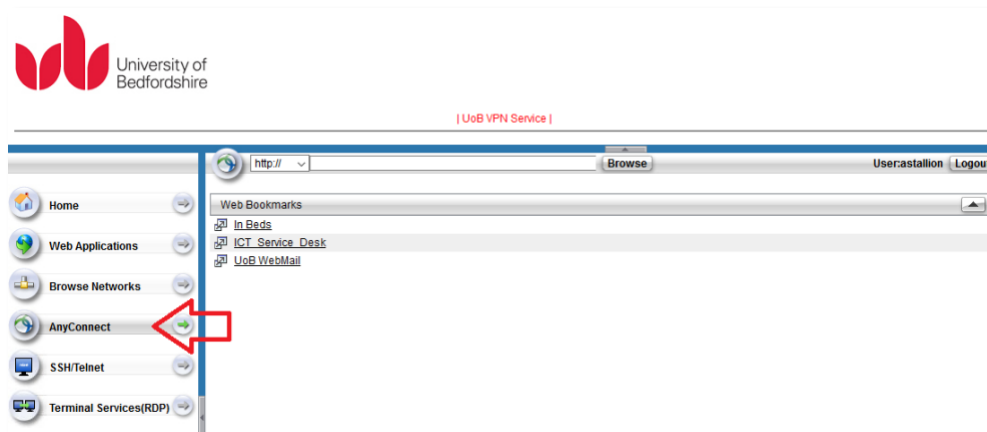 University of
Bedfordshire
| UoB VPN Service |
http://
Browse
User:astallion
Logou
Home
Web Applications
Browse Networks
AnyConnect
SSH/Telnet
Terminal Services(RDP)
Web Bookmarks
In Beds
ICT_Service_Desk
UoB WebMail